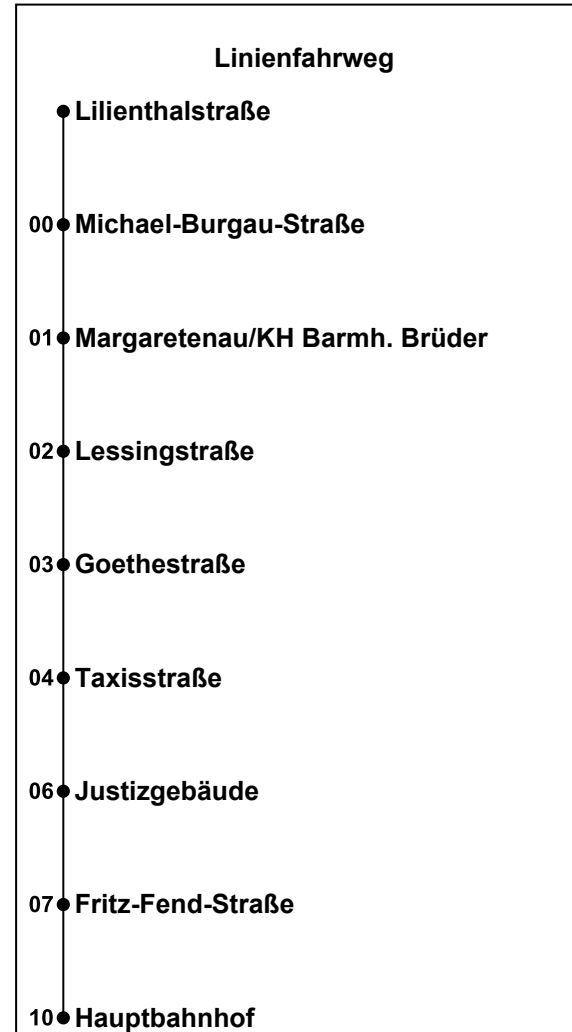 Linienfahrweg
Lilienthalstraße
00 Michael-Burgau-Straße
01 Margaretenau/KH Barmh. Brüder
02 Lessingstraße
03 Goethestraße
04 Taxisstraße
06 Justizgebäude
07 Fritz-Fend-Straße
10 Hauptbahnhof